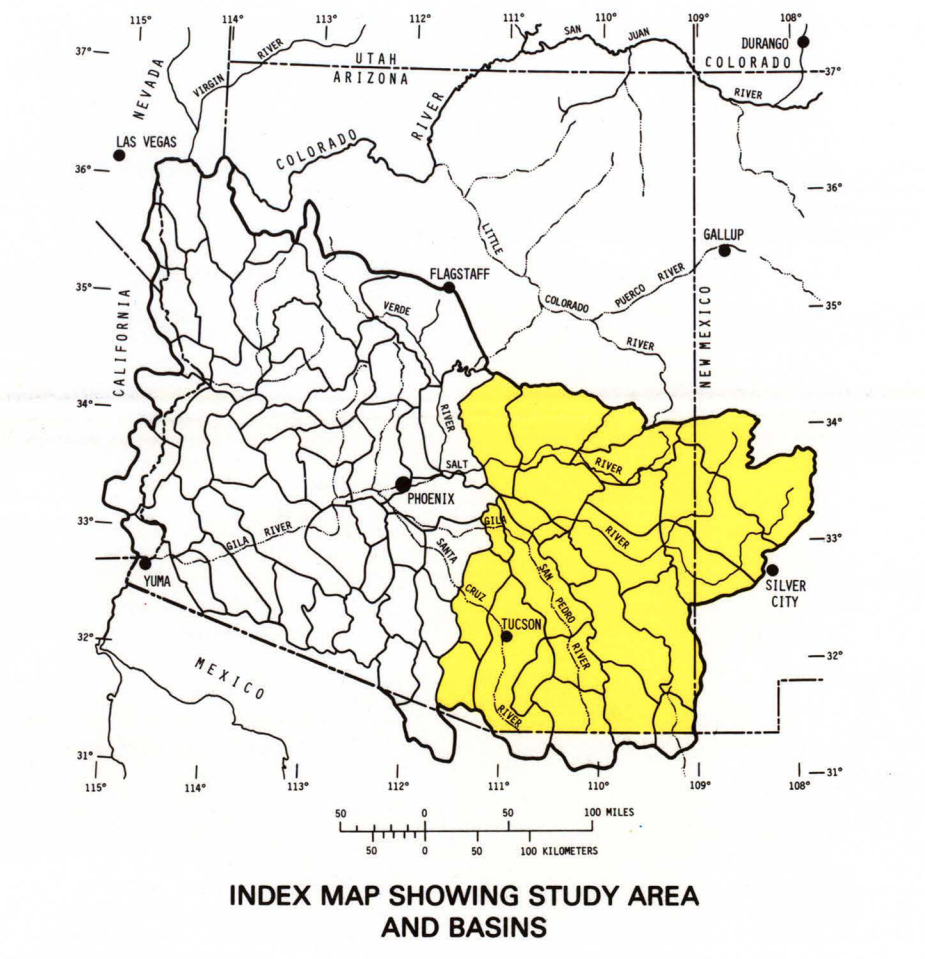 115°
114°
113°
112°
111°
110°
109°
108°
37°
NEVADA
VIRGIN RIVER
UTAH
ARIZONA
SAN JUAN
RIVER
DURANGO
COLORADO
37°
LAS VEGAS
COLORADO RIVER
36°
36°
LITTLE
COLORADO
RIVER
PUERCO RIVER
GALLUP
FLAGSTAFF
35°
35°
CALIFORNIA
VERDE
RIVER
NEW MEXICO
34°
34°
SALT
RIVER
PHOENIX
33°
33°
GILA RIVER
GILA
RIVER
SANTA
CRUZ
RIVER
SAN
PEDRO
RIVER
YUMA
SILVER
CITY
TUCSON
32°
32°
MEXICO
31°
31°
115°
114°
113°
112°
111°
110°
109°
108°
50 0 50 100 MILES
50 0 50 100 KILOMETERS
INDEX MAP SHOWING STUDY AREA
AND BASINS